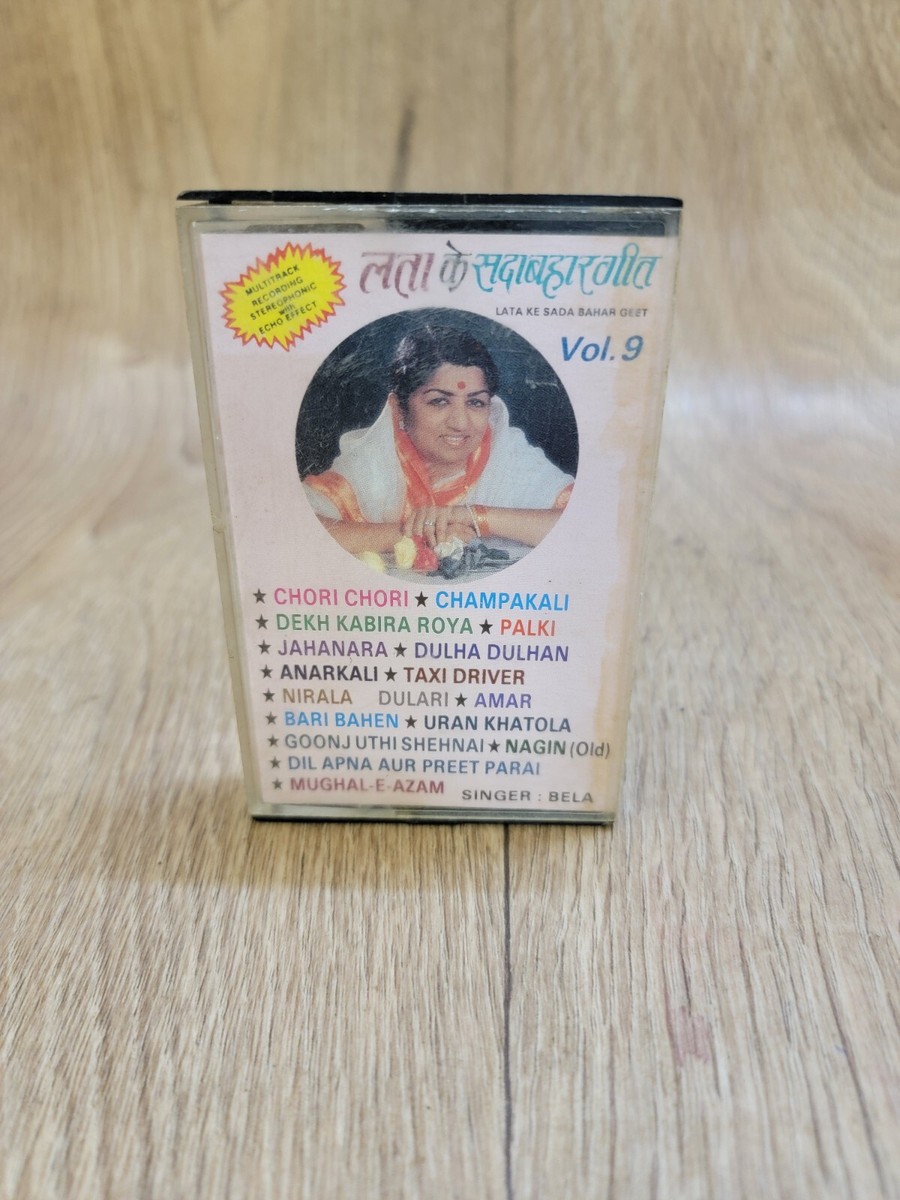 MULTITRACK
RECORDING
STEREOPHONIC
with
ECHO EFFECT
लता के सदाबहार गीत
LATA KE SADA BAHAR GEET
Vol. 9
★ CHORI CHORI ★ CHAMPAKALI
★ DEKH KABIRA ROYA ★ PALKI
★ JAHANARA ★ DULHA DULHAN
★ ANARKALI ★ TAXI DRIVER
★ NIRALA DULARI ★ AMAR
★ BARI BAHEN ★ URAN KHATOLA
★ GOONJ UTHI SHEHNAI ★ NAGIN (Old)
★ DIL APNA AUR PREET PARAI
★ MUGHAL-E-AZAM
SINGER : BELA